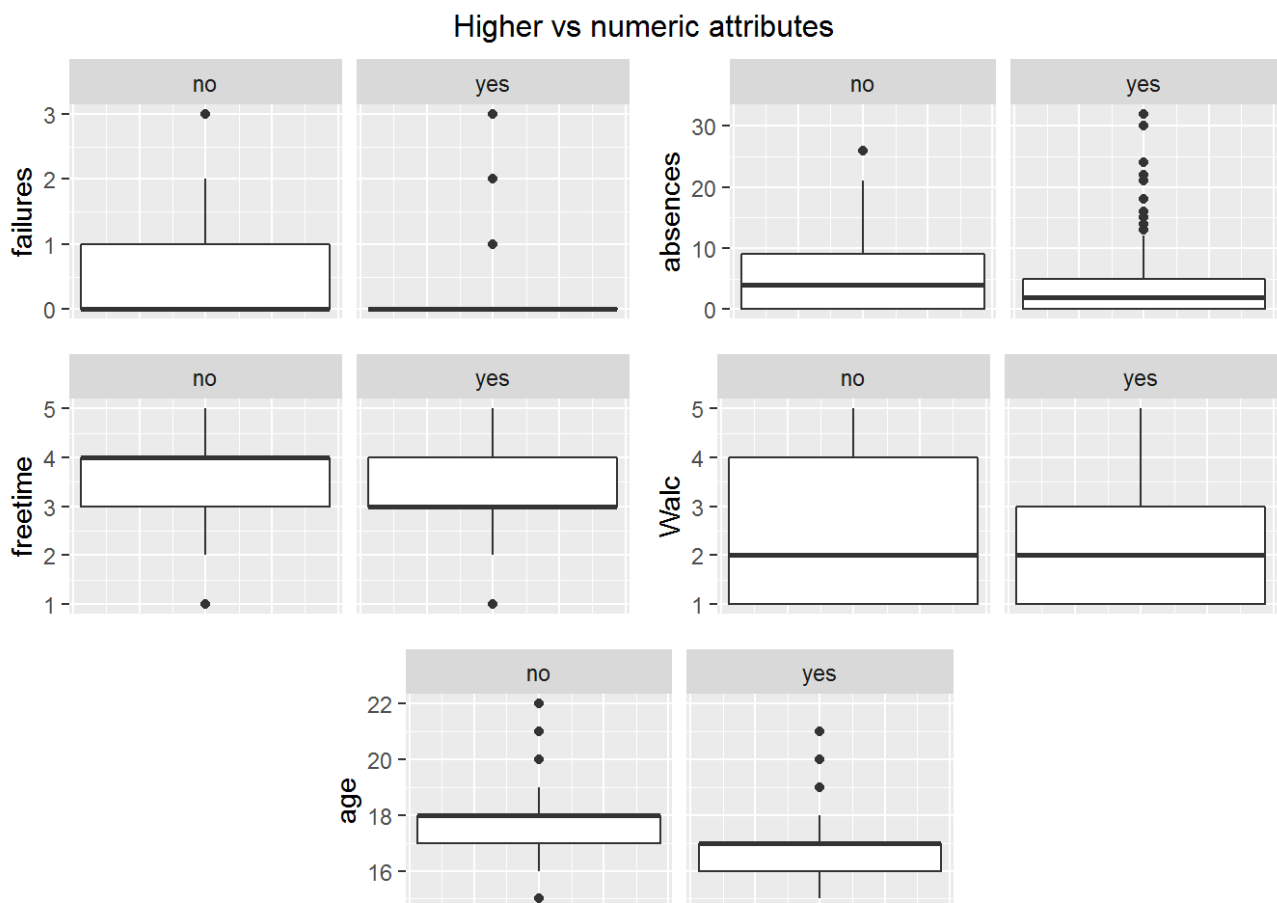 Higher vs numeric attributes
no yes
failures
3
2
1
0
no yes
absences
30
20
10
0
no yes
freetime
5
4
3
2
1
no yes
Walc
5
4
3
2
1
no yes
age
22
20
18
16